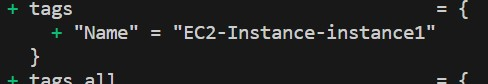 + tags = {
+ "Name" = "EC2-Instance-instance1"
}
+ tags_all = {